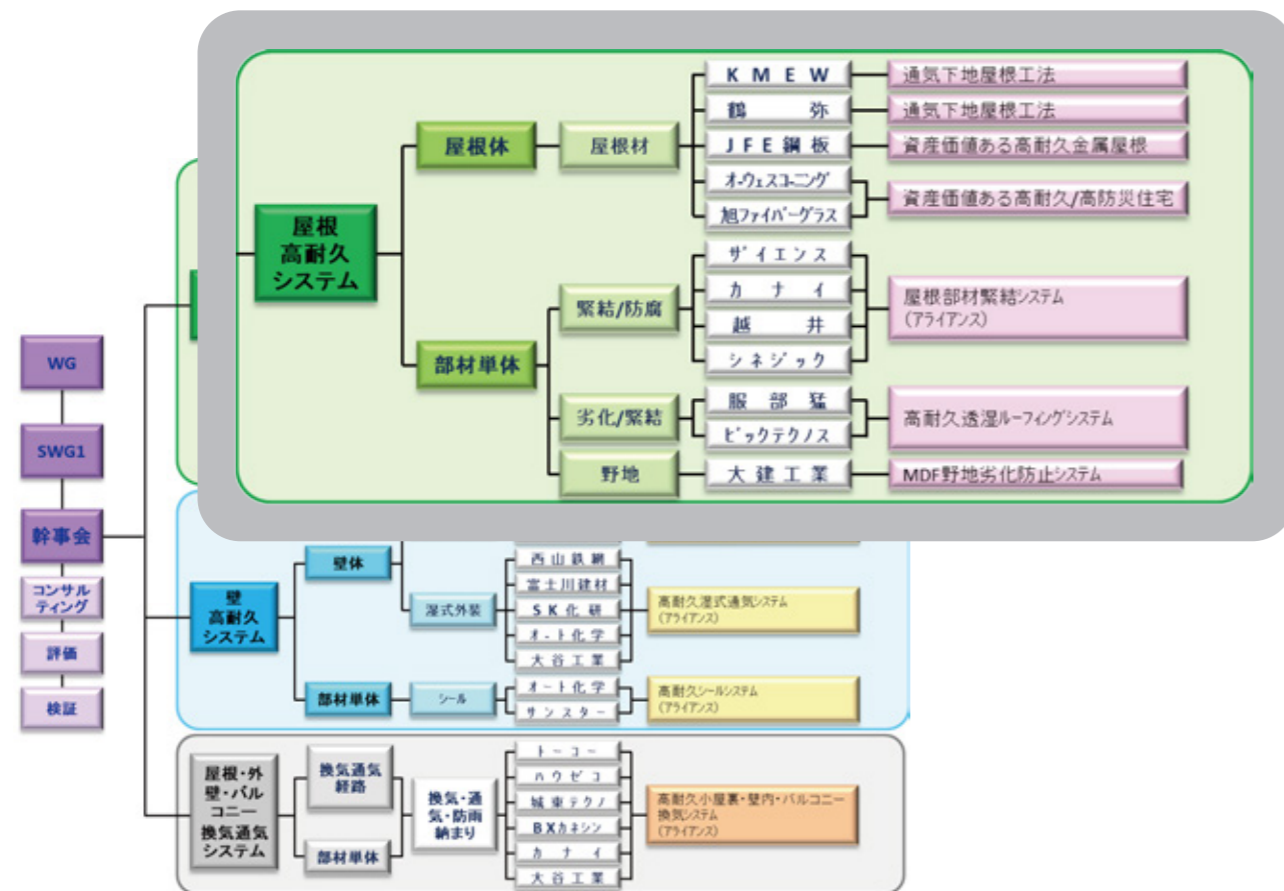 屋根
高耐久
システム
屋根体
屋根材
KMEW
通気下地屋根工法
鶴弥
通気下地屋根工法
JFE鋼板
資産価値ある高耐久金属屋根
オーウェスコーニング
旭ファイバーグラス
資産価値ある高耐久/高防災住宅
部材単体
緊結/防腐
ザイエンス
カナイ
越井
シネジック
屋根部材緊結システム
(アライアンス)
劣化/緊結
服部猛
ビックテクノス
高耐久透湿ルーフィングシステム
野地
大建工業
MDF野地劣化防止システム
WG
SWG1
幹事会
コンサル
ティング
評価
検証
壁
高耐久
システム
壁体
湿式外装
西山鉄網
富士川建材
SK化研
オート化学
大谷工業
高耐久湿式通気システム
(アライアンス)
部材単体
シール
オート化学
サンスター
高耐久シールシステム
(アライアンス)
屋根・外
壁・バル
コニー
換気通気
システム
換気通気
経路
部材単体
換気・通
気・防雨
納まり
トーコー
ハウゼコ
城東テクノ
BXカネシン
カナイ
大谷工業
高耐久小屋裏・壁内・バルコニー
換気システム
(アライアンス)